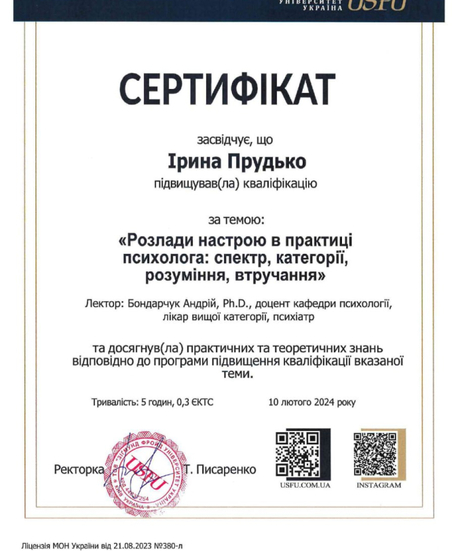 УНІВЕРСИТЕТ
УКРАЇНА
USFU
СЕРТИФІКАТ
засвідчує, що
Ірина Прудько
підвищував(ла) кваліфікацію
за темою:
«Розлади настрою в практиці
психолога: спектр, категорії,
розуміння, втручання»
Лектор: Бондарчук Андрій, Ph.D., доцент кафедри психології,
лікар вищої категорії, психіатр
та досягнув(ла) практичних та теоретичних знань
відповідно до програми підвищення кваліфікації вказаної
теми.
Тривалість: 5 годин, 0,3 ЄКТС 10 лютого 2024 року
Ректорка Т. Писаренко
USFU
USFU.COM.UA
INSTAGRAM
Ліцензія МОН України від 21.08.2023 №380-л